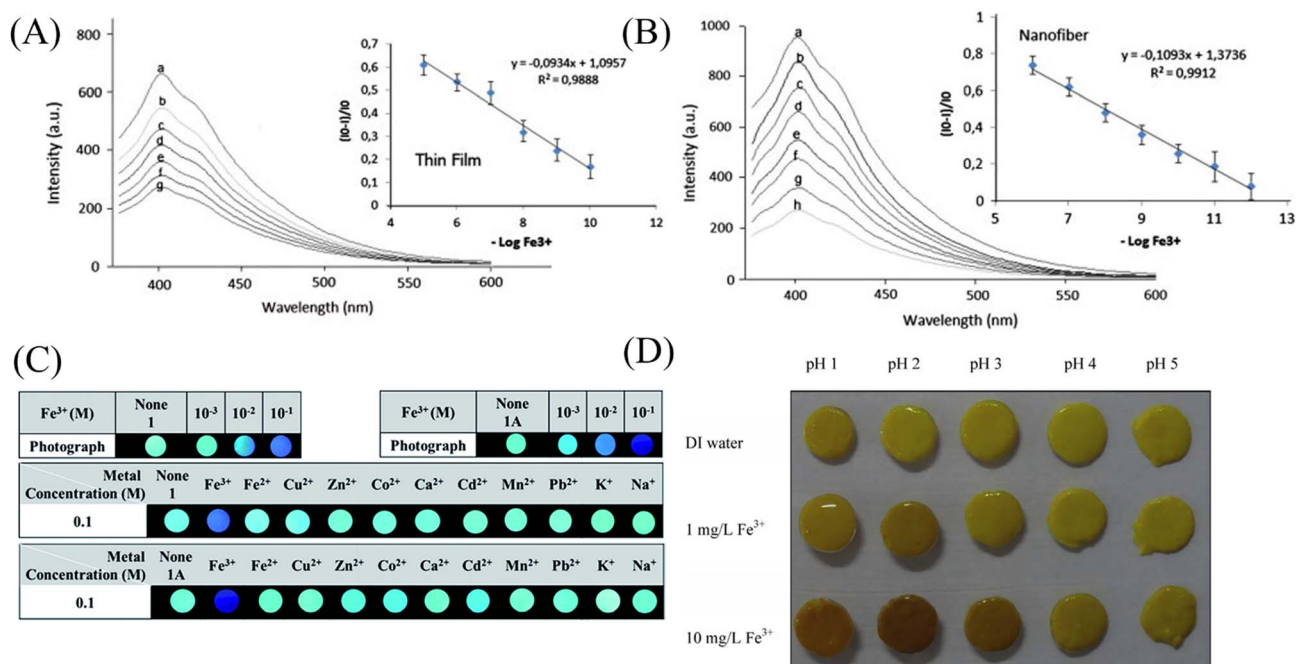 (A)
800
600
400
200
0
Intensity (a.u.)
a
b
c
d
e
f
g
400 450 500 550 600
Wavelength (nm)
0,7
0,6
0,5
0,4
0,3
0,2
0,1
0
(I0-I)/I0
y = -0,0934x + 1,0957
R² = 0,9888
Thin Film
4 6 8 10 12
- Log Fe3+
(B)
1000
800
600
400
200
0
Intensity (a.u.)
a
b
c
d
e
f
g
h
400 450 500 550 600
Wavelength (nm)
1
0,8
0,6
0,4
0,2
0
(I0-I)/I0
Nanofiber
y = -0,1093x + 1,3736
R² = 0,9912
5 7 9 11 13
- Log Fe3+
(C)
Fe³⁺ (M) None 1 10⁻³ 10⁻² 10⁻¹
Photograph
Fe³⁺ (M) None 1A 10⁻³ 10⁻² 10⁻¹
Photograph
Metal Concentration (M) None 1 Fe³⁺ Fe²⁺ Cu²⁺ Zn²⁺ Co²⁺ Ca²⁺ Cd²⁺ Mn²⁺ Pb²⁺ K⁺ Na⁺
0.1
Metal Concentration (M) None 1A Fe³⁺ Fe²⁺ Cu²⁺ Zn²⁺ Co²⁺ Ca²⁺ Cd²⁺ Mn²⁺ Pb²⁺ K⁺ Na⁺
0.1
(D)
pH 1 pH 2 pH 3 pH 4 pH 5
DI water
1 mg/L Fe³⁺
10 mg/L Fe³⁺